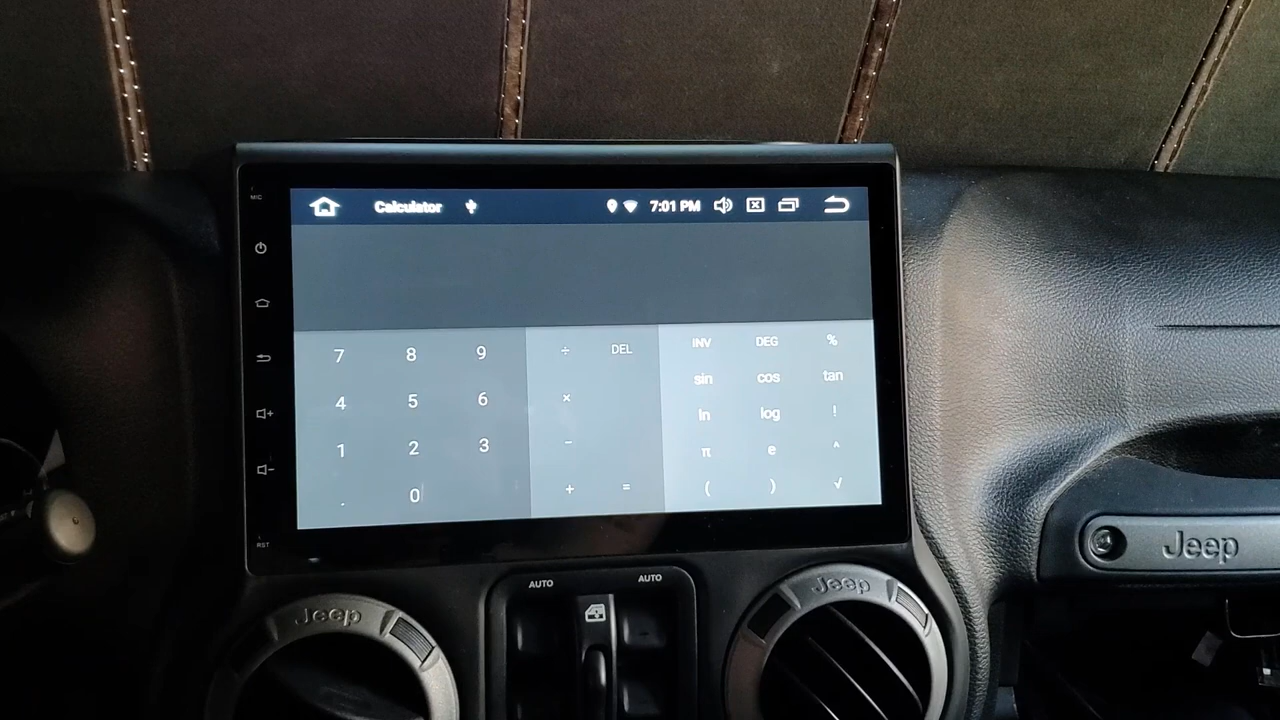 MIC
Calculator 7:01 PM
7 8 9 ÷ DEL INV DEG %
4 5 6 × sin cos tan
1 2 3 − ln log !
. 0 + = π e ^
( ) √
RST
AUTO AUTO
Jeep
Jeep
Jeep